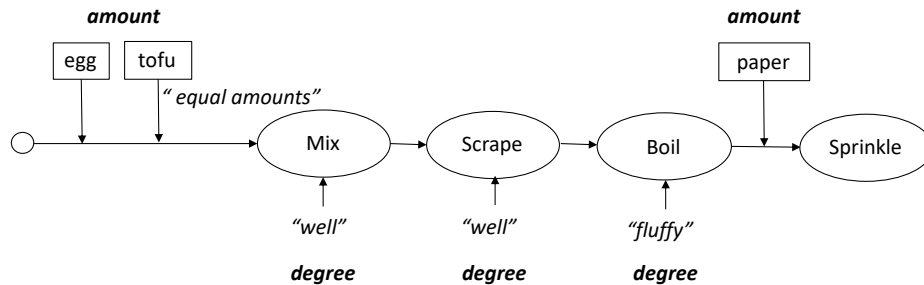 amount amount
egg tofu paper
“ equal amounts”
Mix Scrape Boil Sprinkle
“well” “well” “fluffy”
degree degree degree